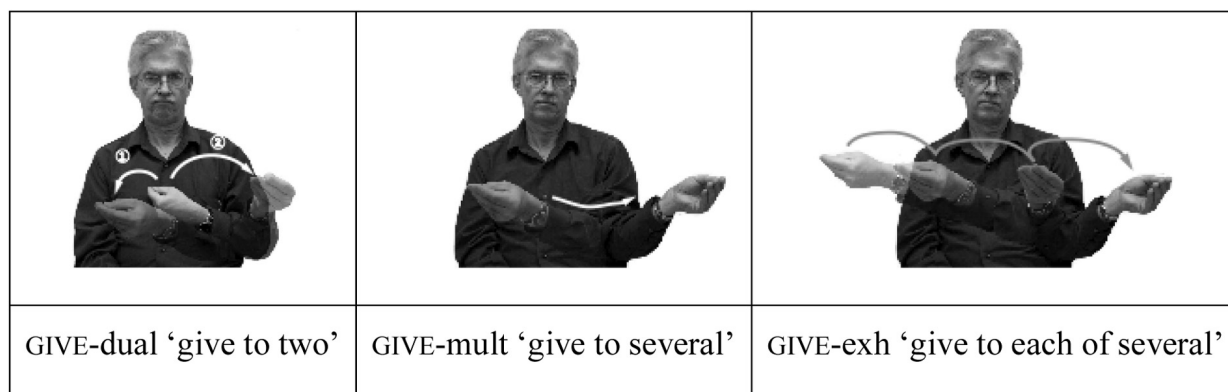 ①
②
GIVE-dual ‘give to two’
GIVE-mult ‘give to several’
GIVE-exh ‘give to each of several’